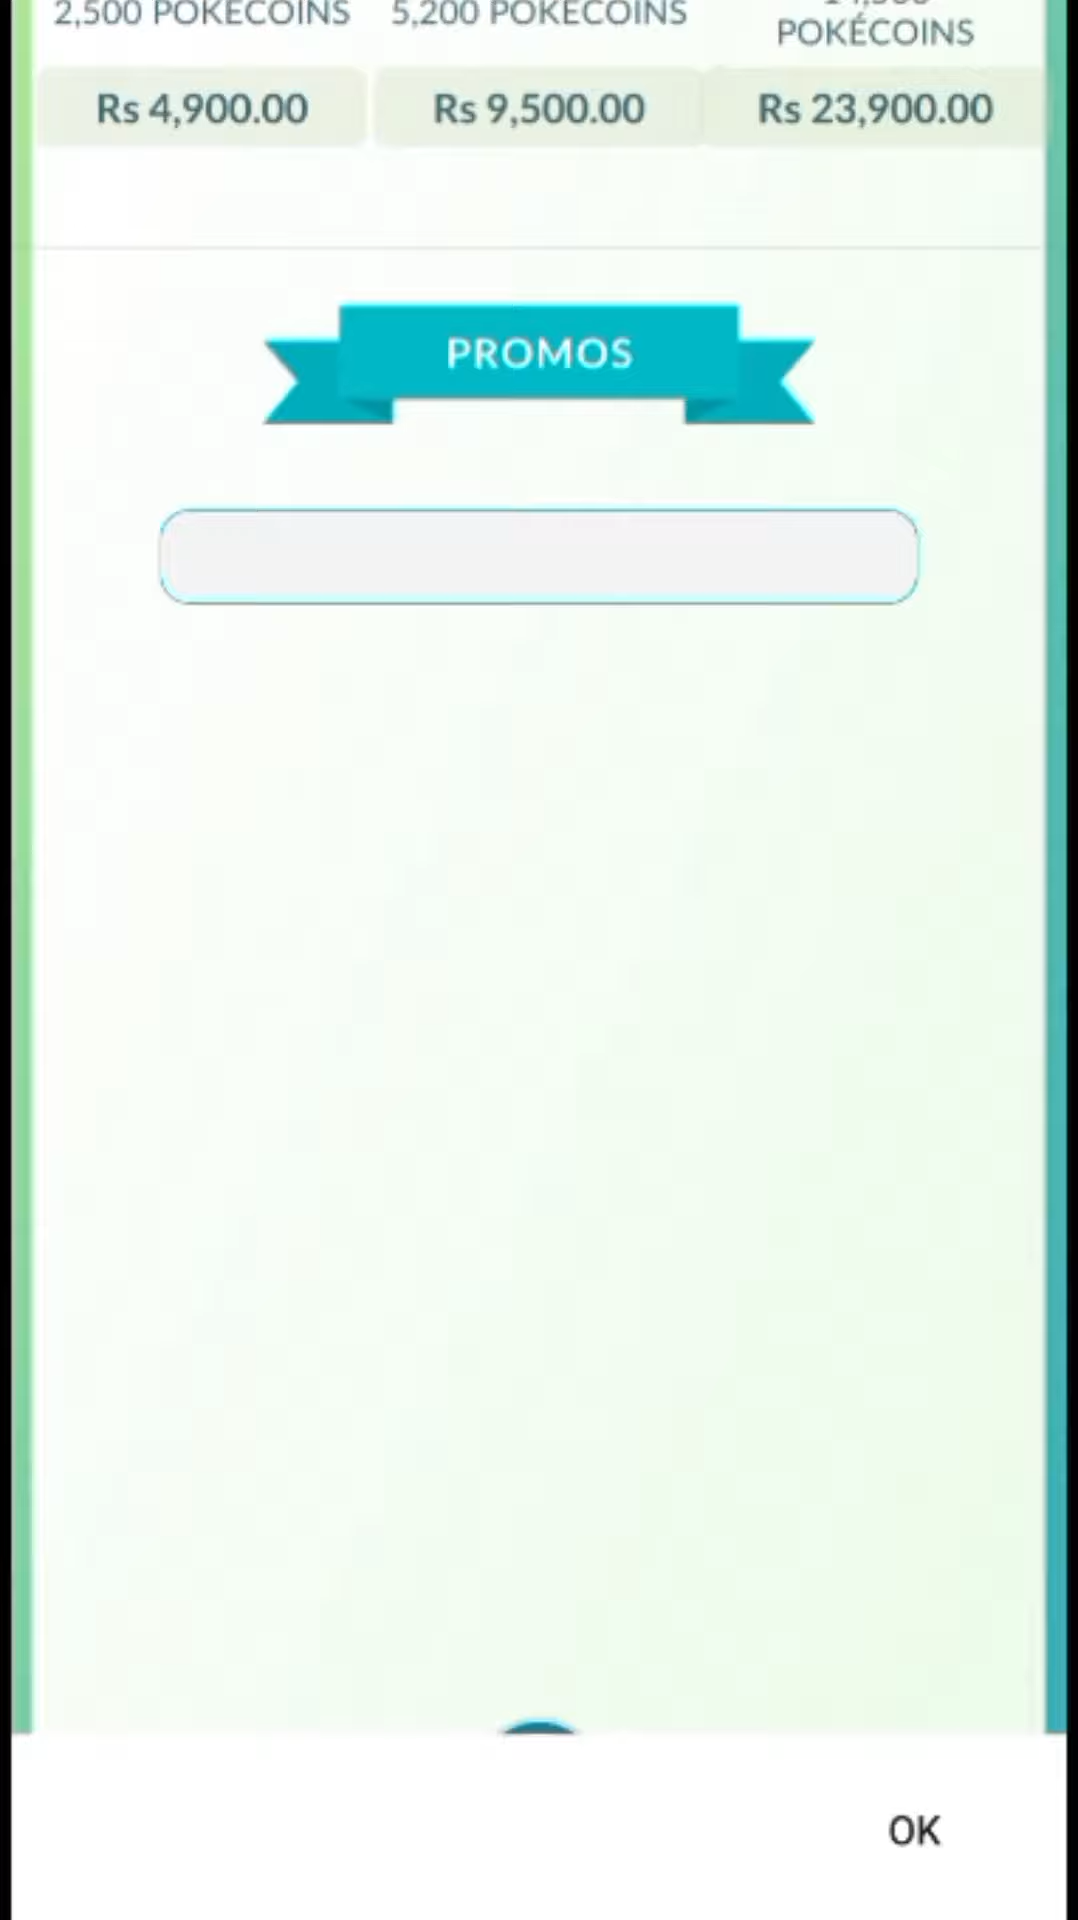 2,500 POKÉCOINS 5,200 POKÉCOINS
POKÉCOINS
Rs 4,900.00 Rs 9,500.00 Rs 23,900.00
PROMOS
OK